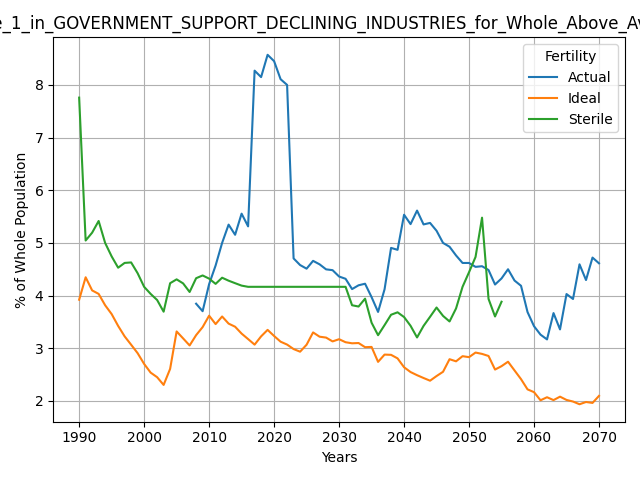 _1_in_GOVERNMENT_SUPPORT_DECLINING_INDUSTRIES_for_Whole_Above_A
Fertility
Actual
Ideal
Sterile
% of Whole Population
8
7
6
5
4
3
2
1990
2000
2010
2020
2030
2040
2050
2060
2070
Years